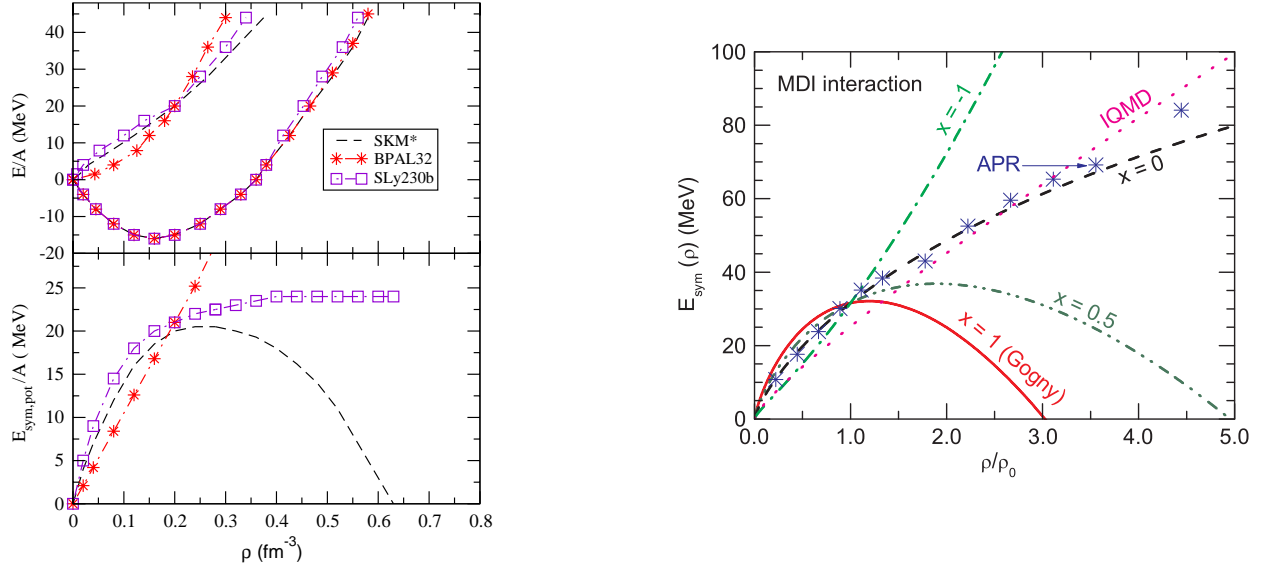 40
30
20
10
0
-10
20
E/A (MeV)
SKM*
BPAL32
SLy230b
25
20
15
10
5
0
E_sym,pot/A ( MeV)
0 0.1 0.2 0.3 0.4 0.5 0.6 0.7 0.8
ρ (fm⁻³)
MDI interaction
100
80
60
40
20
0
E_sym (ρ) (MeV)
x = -1
IQMD
APR
x = 0
x = 0.5
x = 1 (Gogny)
0.0 1.0 2.0 3.0 4.0 5.0
ρ/ρ₀